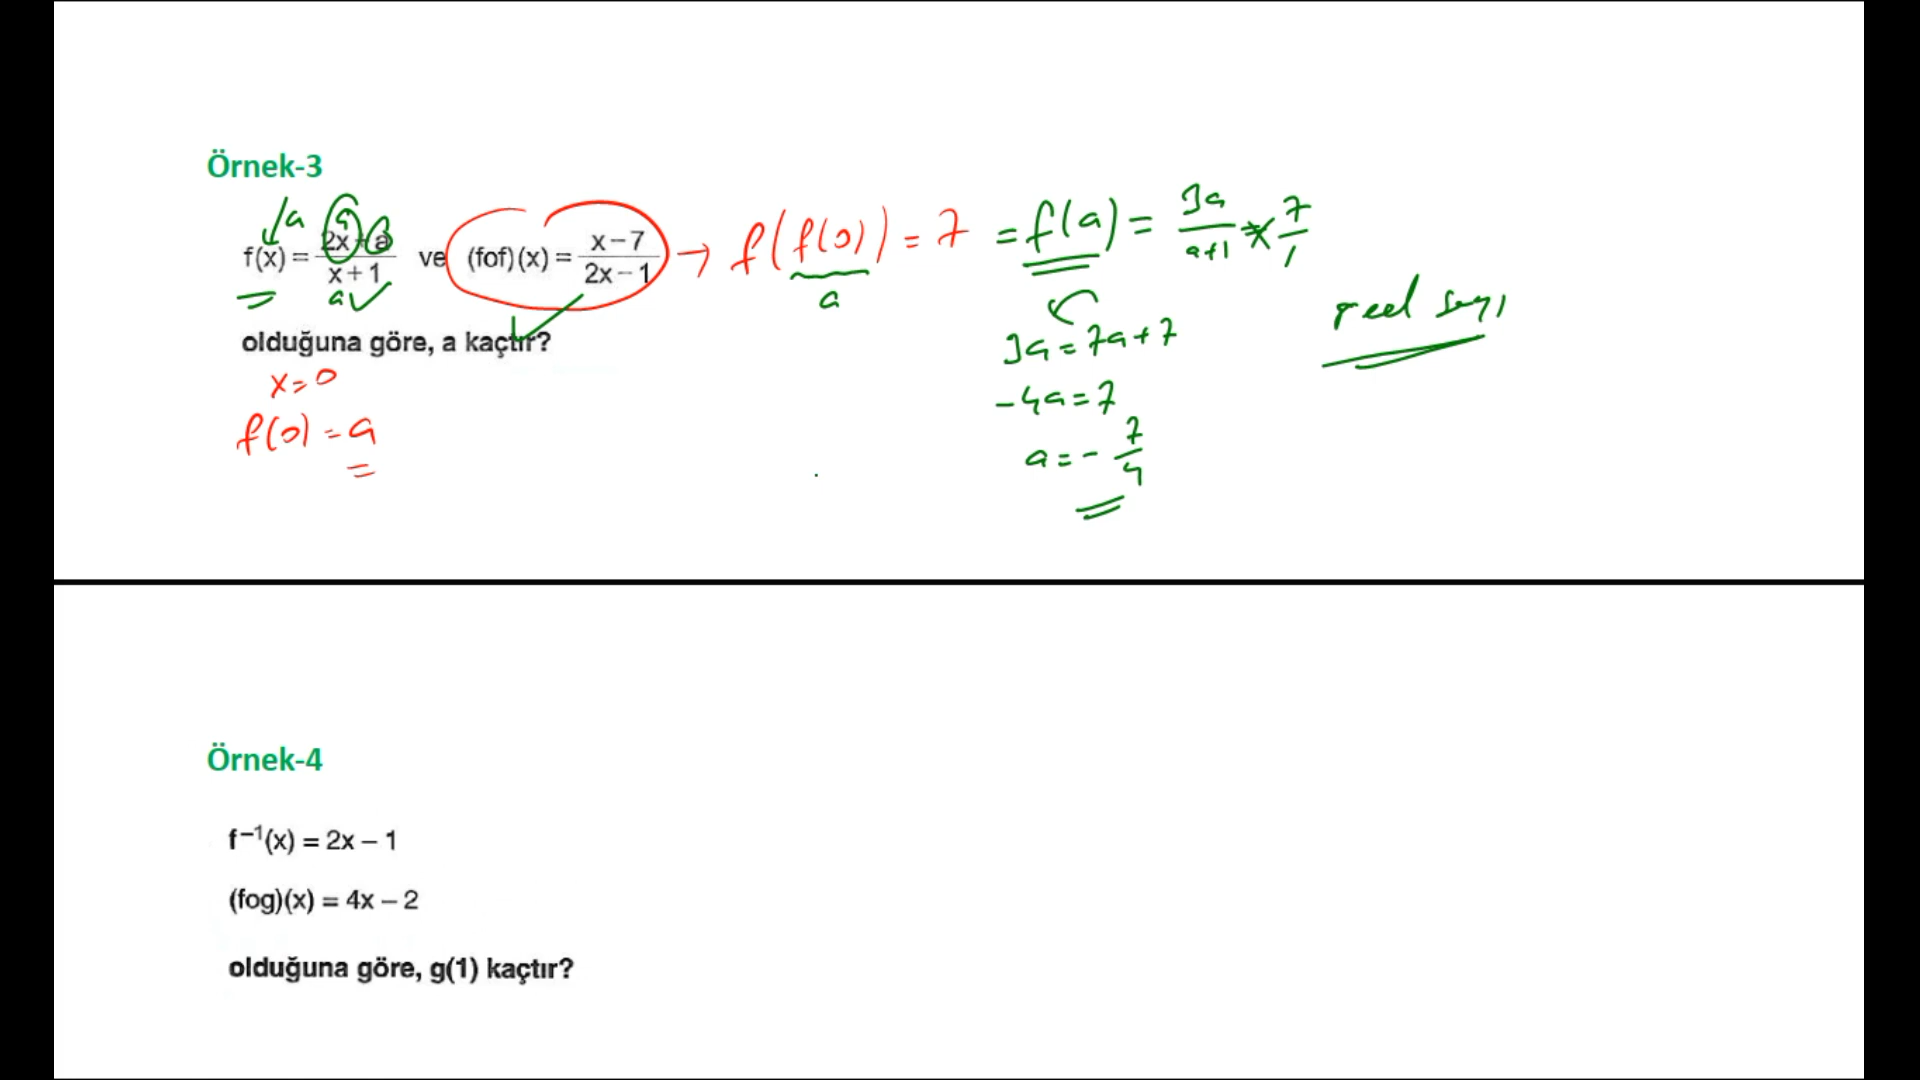 Örnek-3
f(x) = 2x+a / x+1 ve (fof)(x) = x−7 / 2x−1 → f(f(0)) = 7 = f(a) = 3a / a+1 = 7 / 1
a
a
a
olduğuna göre, a kaçtır?
x=0
f(0) = a
3a = 7a+7
-4a = 7
a = - 7/4
reel sayı
Örnek-4
f⁻¹(x) = 2x – 1
(fog)(x) = 4x – 2
olduğuna göre, g(1) kaçtır?